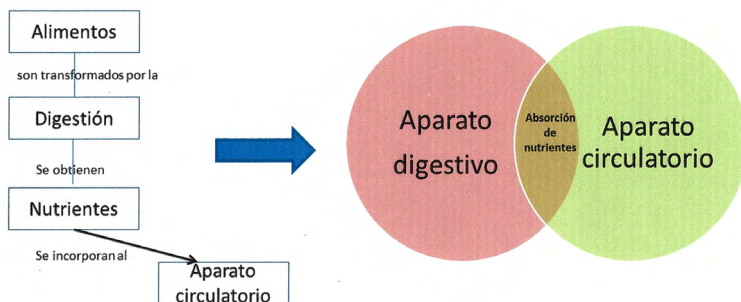 Alimentos
son transformados por la
Digestión
Se obtienen
Nutrientes
Se incorporan al
Aparato
circulatorio
Aparato
digestivo
Absorción
de
nutrientes
Aparato
circulatorio